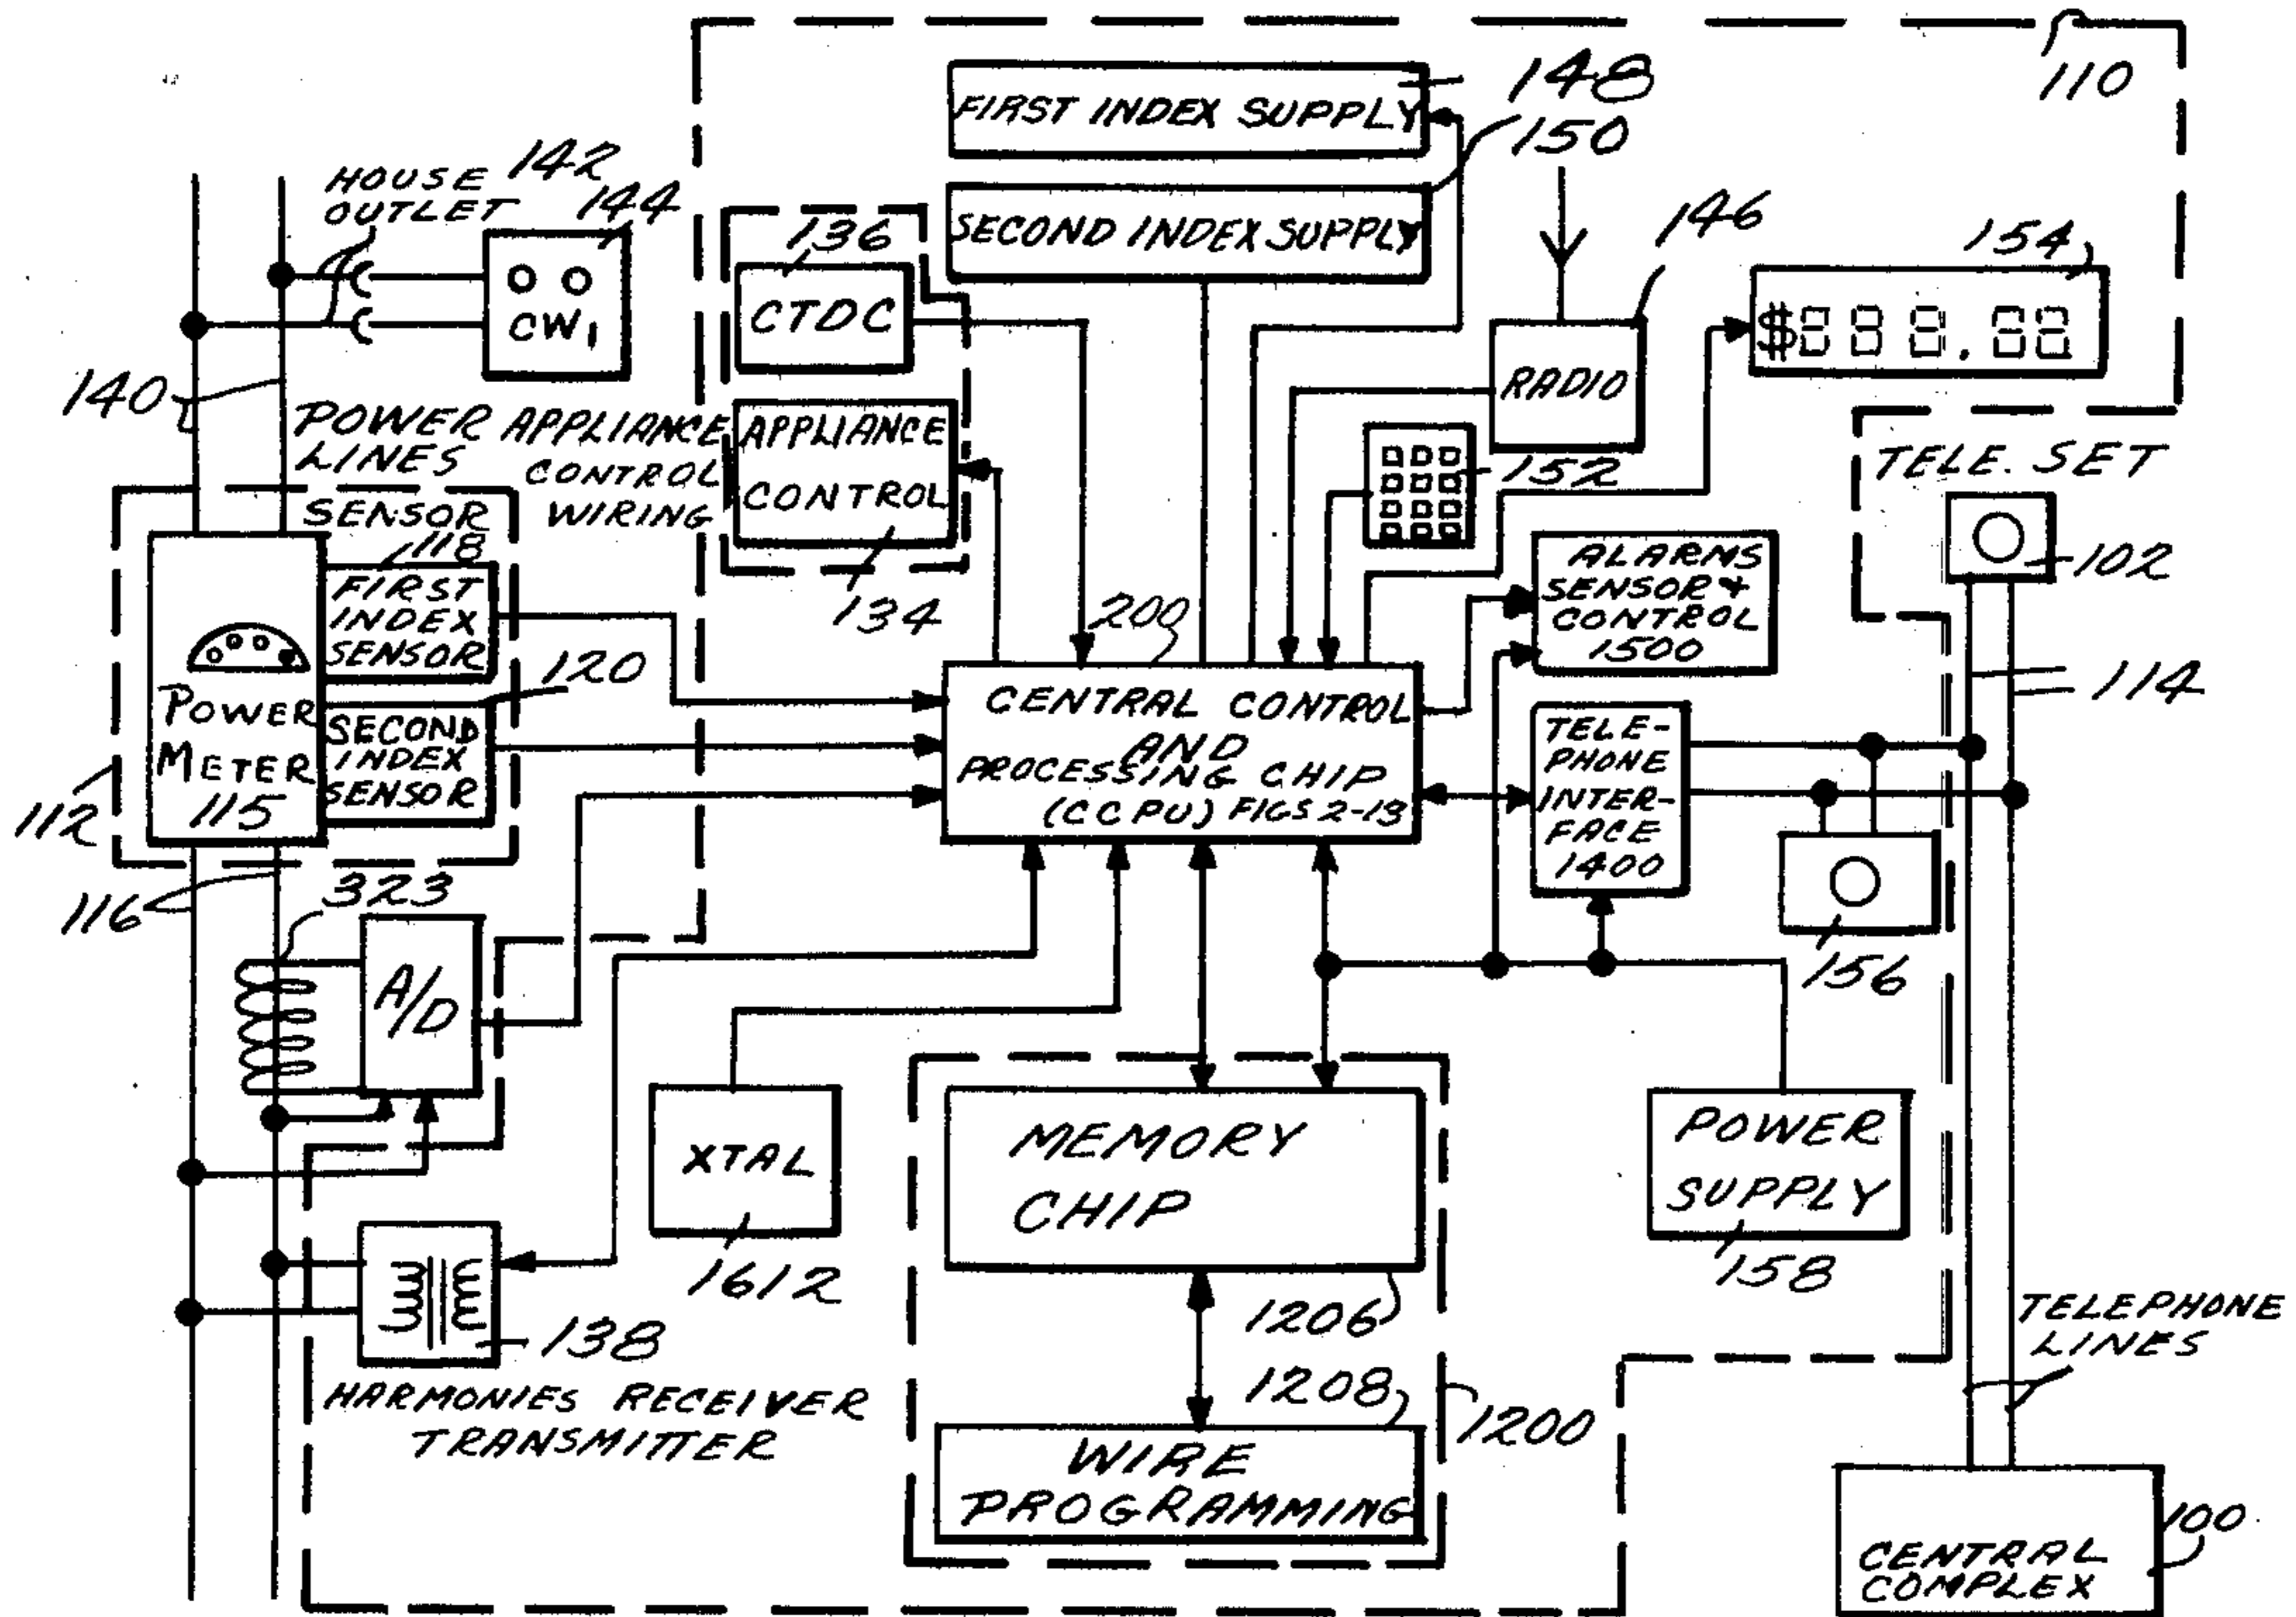 110
FIRST INDEX SUPPLY
148
150
SECOND INDEX SUPPLY
HOUSE
OUTLET
142
144
CW1
136
CTDC
146
RADIO
154
$888.88
140
POWER
LINES
APPLIANCE
CONTROL
WIRING
APPLIANCE
CONTROL
134
152
TELE. SET
102
SENSOR
118
FIRST
INDEX
SENSOR
120
SECOND
INDEX
SENSOR
POWER
METER
115
112
200
CENTRAL CONTROL
AND
PROCESSING CHIP
(CCPU) FIGS 2-13
ALARMS
SENSOR &
CONTROL
1500
TELE-
PHONE
INTER-
FACE
1400
114
156
116
323
A/D
XTAL
1612
MEMORY
CHIP
1206
POWER
SUPPLY
158
138
HARMONIES RECEIVER
TRANSMITTER
1208
1200
WIRE
PROGRAMMING
TELEPHONE
LINES
100
CENTRAL
COMPLEX